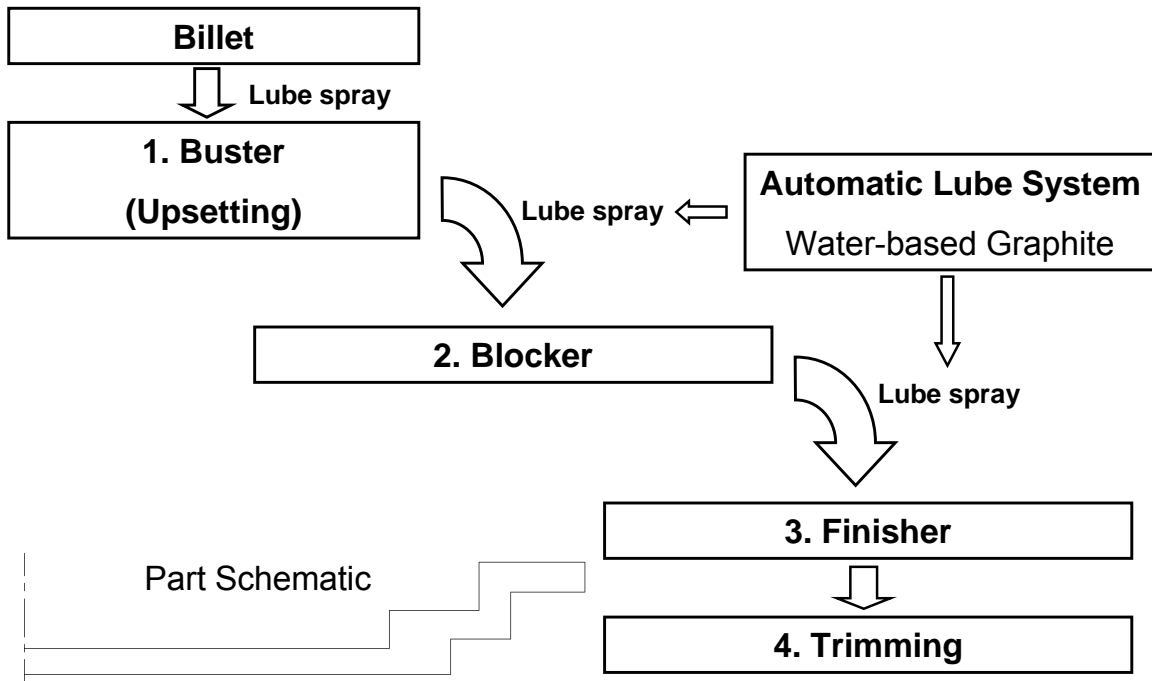 Billet
Lube spray
1. Buster
(Upsetting)
Automatic Lube System
Water-based Graphite
Lube spray
2. Blocker
Lube spray
3. Finisher
Part Schematic
4. Trimming